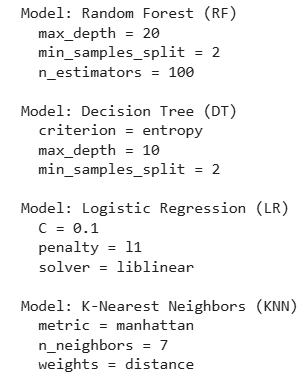 Model: Random Forest (RF)
max_depth = 20
min_samples_split = 2
n_estimators = 100
Model: Decision Tree (DT)
criterion = entropy
max_depth = 10
min_samples_split = 2
Model: Logistic Regression (LR)
C = 0.1
penalty = l1
solver = liblinear
Model: K-Nearest Neighbors (KNN)
metric = manhattan
n_neighbors = 7
weights = distance